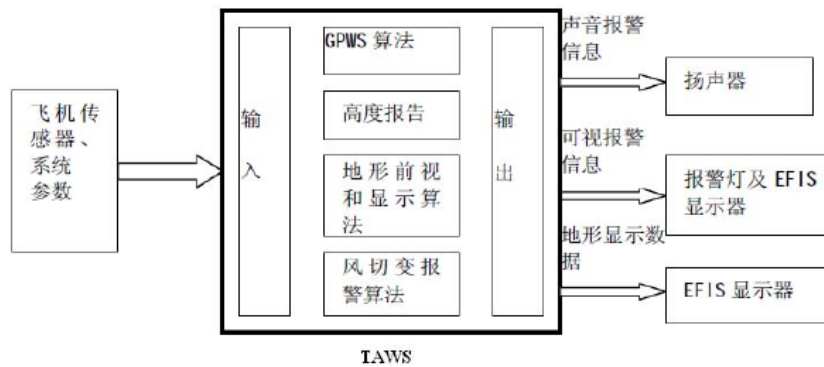 飞机传
感器、
系统
参数
输
入
GPWS 算法
高度报告
地形前视
和显示算
法
风切变报
警算法
输
出
声音报警
信息
可视报警
信息
地形显示数
据
扬声器
报警灯及 EFIS
显示器
EFIS 显示器
TAWS